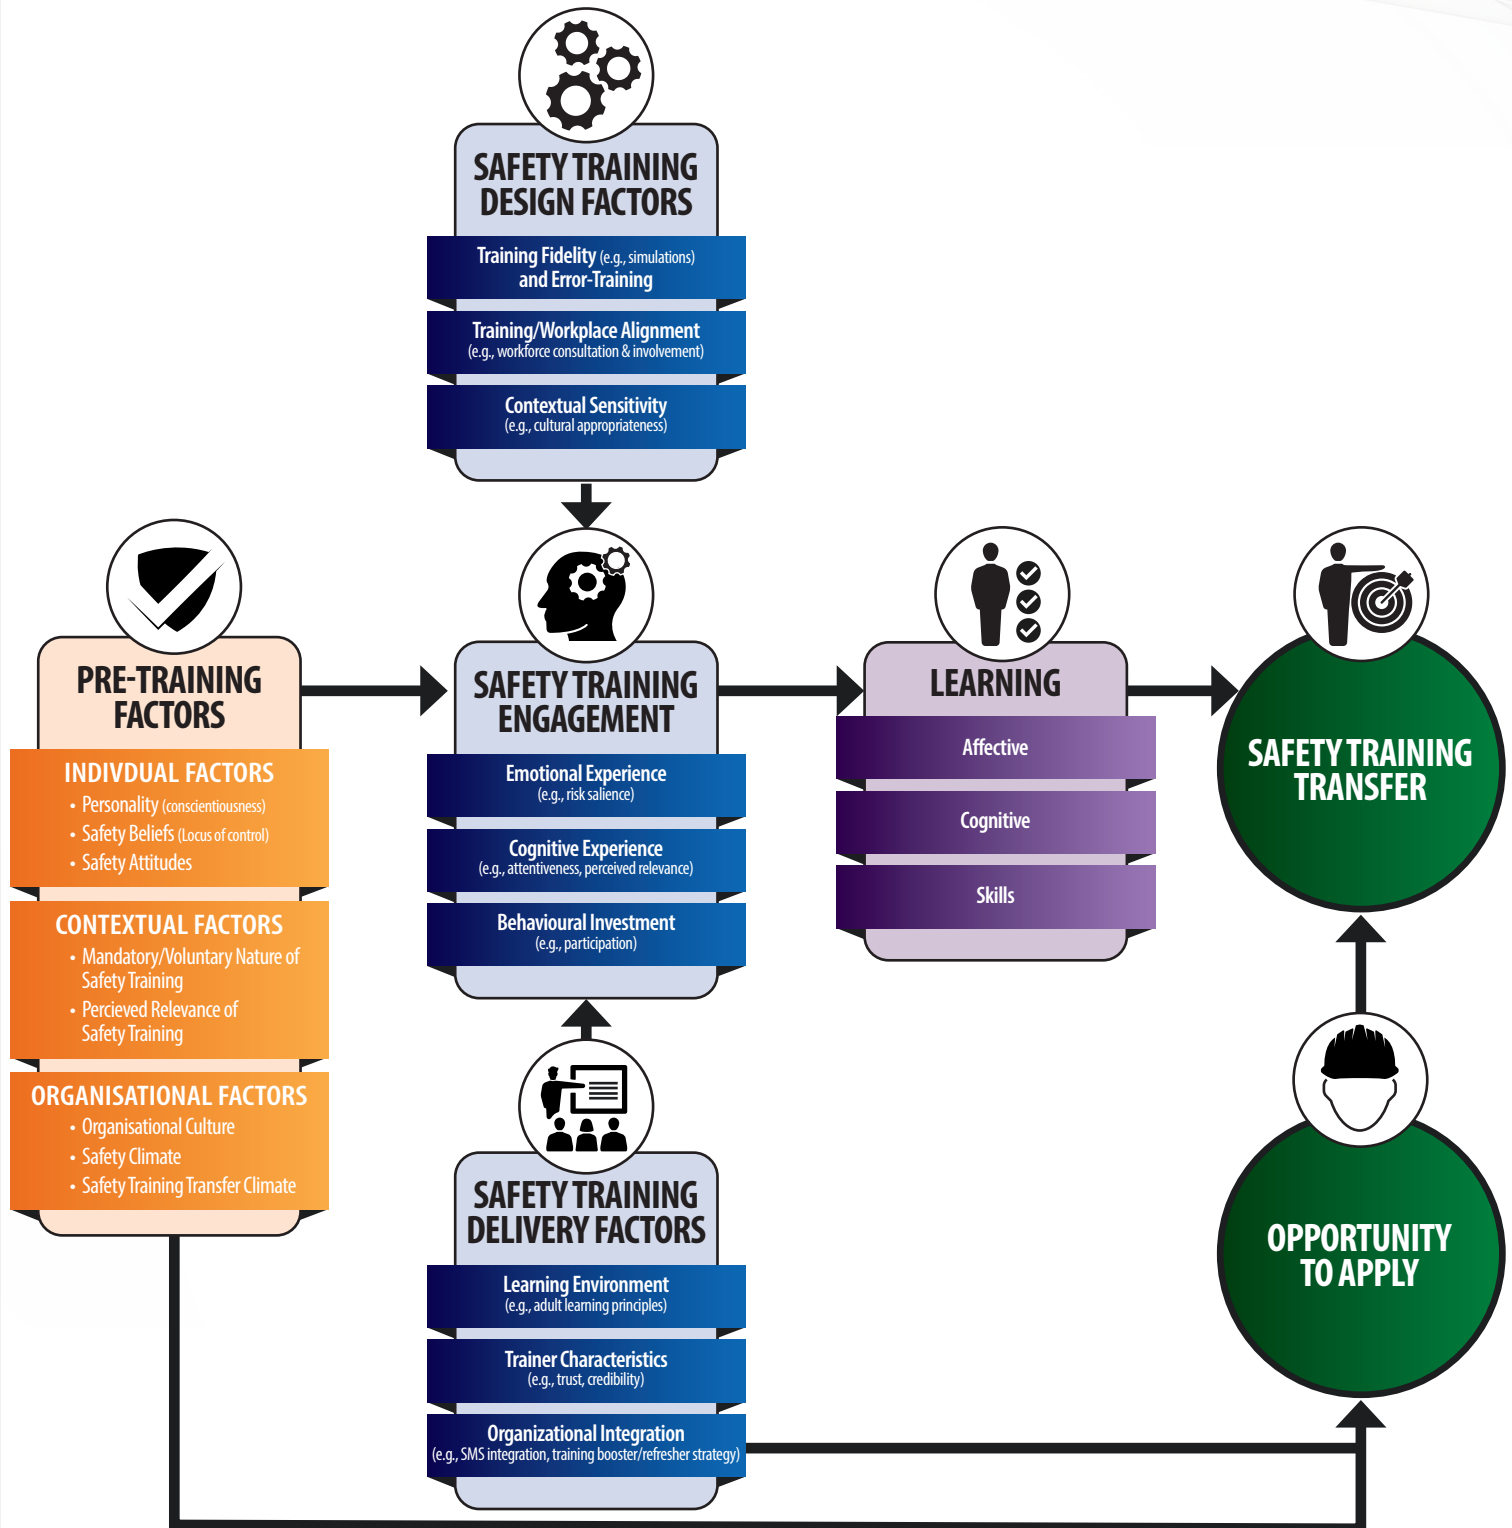 SAFETY TRAINING
DESIGN FACTORS
Training Fidelity (e.g., simulations)
and Error-Training
Training/Workplace Alignment
(e.g., workforce consultation & involvement)
Contextual Sensitivity
(e.g., cultural appropriateness)
PRE-TRAINING
FACTORS
INDIVDUAL FACTORS
• Personality (conscientiousness)
• Safety Beliefs (Locus of control)
• Safety Attitudes
CONTEXTUAL FACTORS
• Mandatory/Voluntary Nature of
Safety Training
• Percieved Relevance of
Safety Training
ORGANISATIONAL FACTORS
• Organisational Culture
• Safety Climate
• Safety Training Transfer Climate
SAFETY TRAINING
ENGAGEMENT
Emotional Experience
(e.g., risk salience)
Cognitive Experience
(e.g., attentiveness, perceived relevance)
Behavioural Investment
(e.g., participation)
SAFETY TRAINING
DELIVERY FACTORS
Learning Environment
(e.g., adult learning principles)
Trainer Characteristics
(e.g., trust, credibility)
Organizational Integration
(e.g., SMS integration, training booster/refresher strategy)
LEARNING
Affective
Cognitive
Skills
SAFETY TRAINING
TRANSFER
OPPORTUNITY
TO APPLY